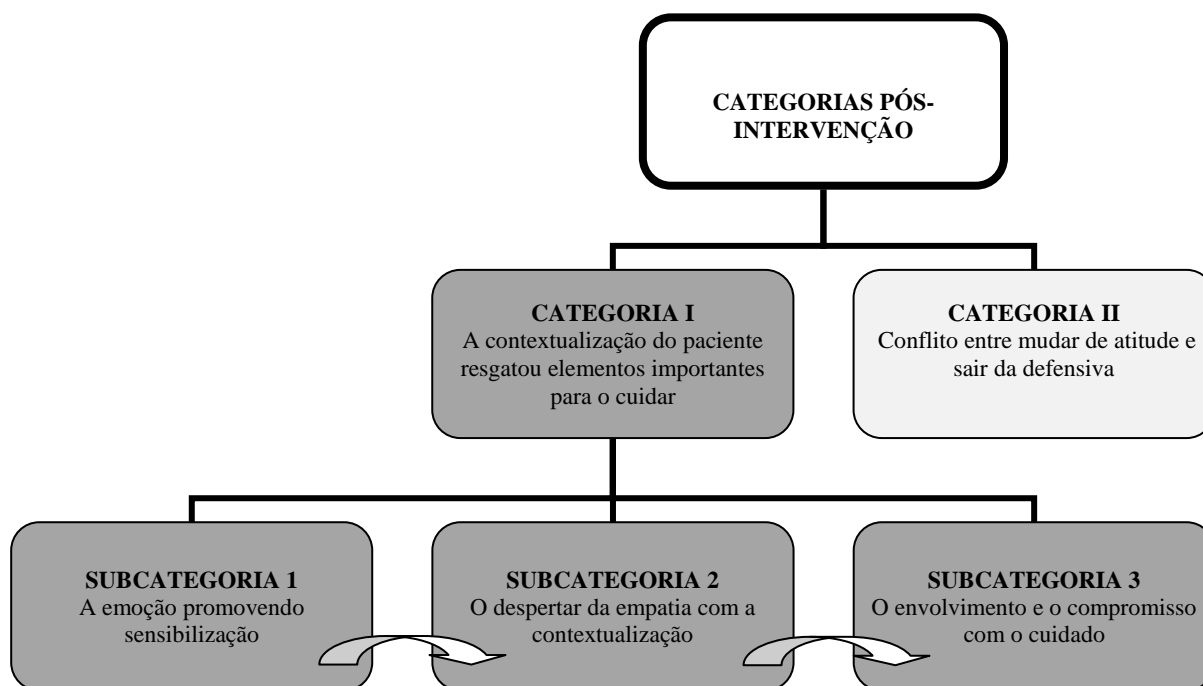 CATEGORIAS PÓS-
INTERVENÇÃO
CATEGORIA I
A contextualização do paciente
resgatou elementos importantes
para o cuidar
CATEGORIA II
Conflito entre mudar de atitude e
sair da defensiva
SUBCATEGORIA 1
A emoção promovendo
sensibilização
SUBCATEGORIA 2
O despertar da empatia com a
contextualização
SUBCATEGORIA 3
O envolvimento e o compromisso
com o cuidado